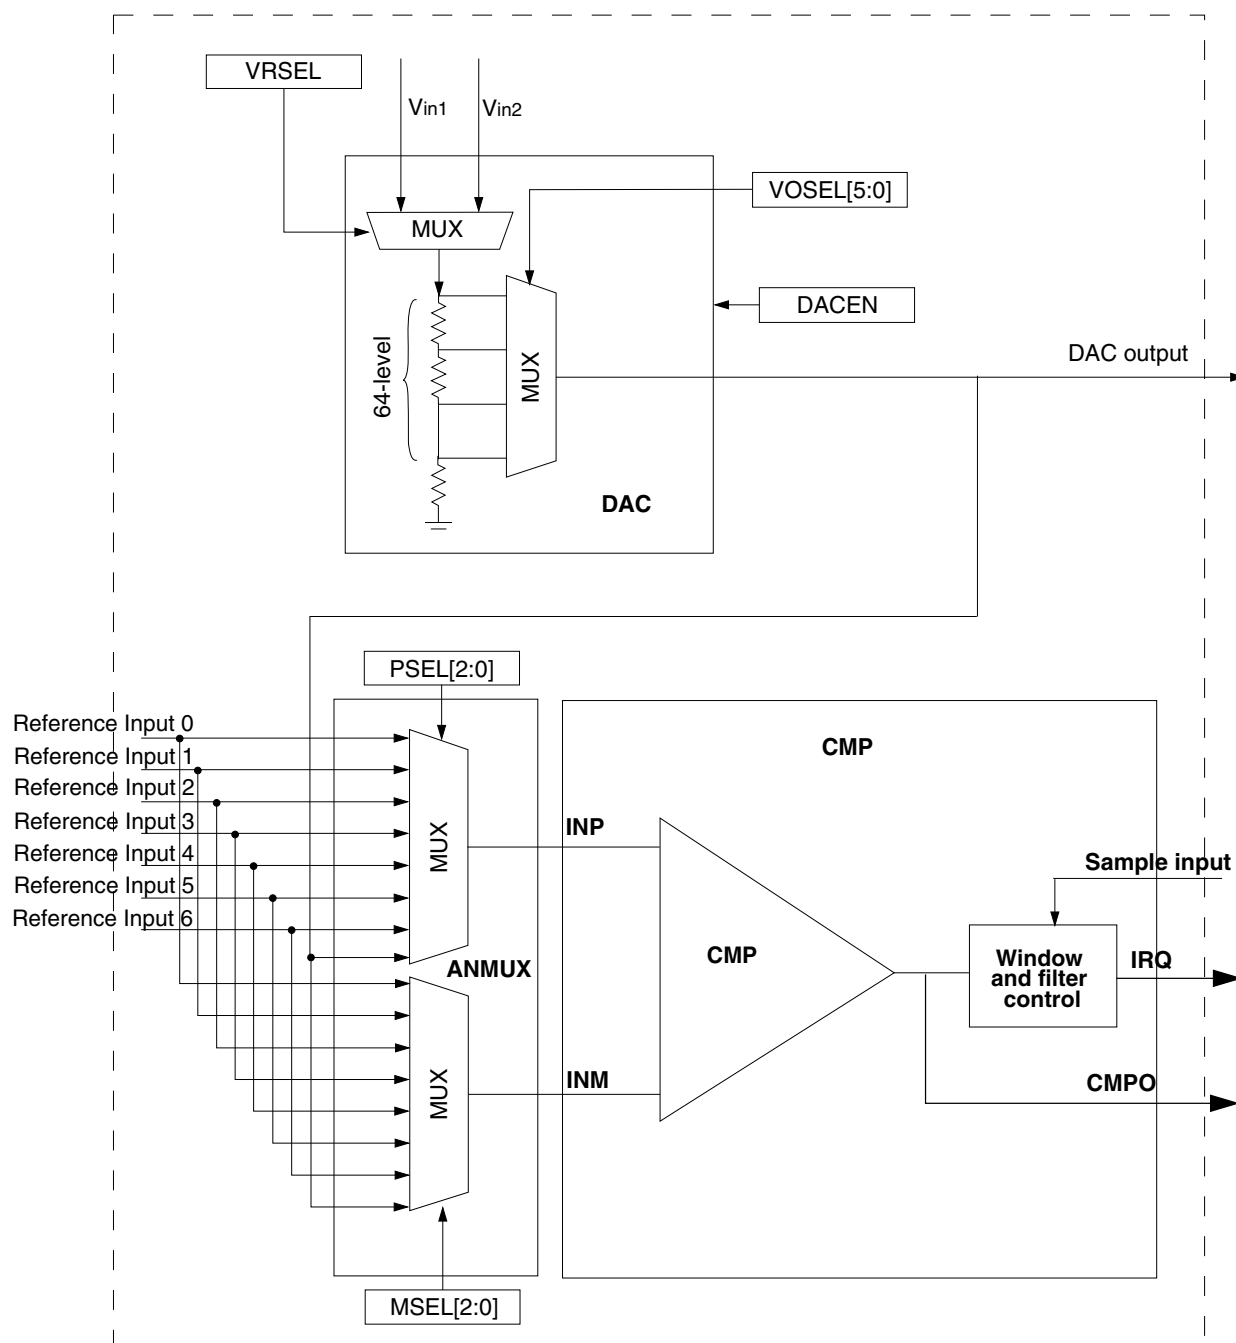 VRSEL
Vin1
Vin2
VOSEL[5:0]
MUX
DACEN
64-level
MUX
DAC output
DAC
PSEL[2:0]
Reference Input 0
Reference Input 1
Reference Input 2
Reference Input 3
Reference Input 4
Reference Input 5
Reference Input 6
MUX
ANMUX
MUX
MSEL[2:0]
CMP
INP
INM
CMP
Sample input
Window
and filter
control
IRQ
CMPO